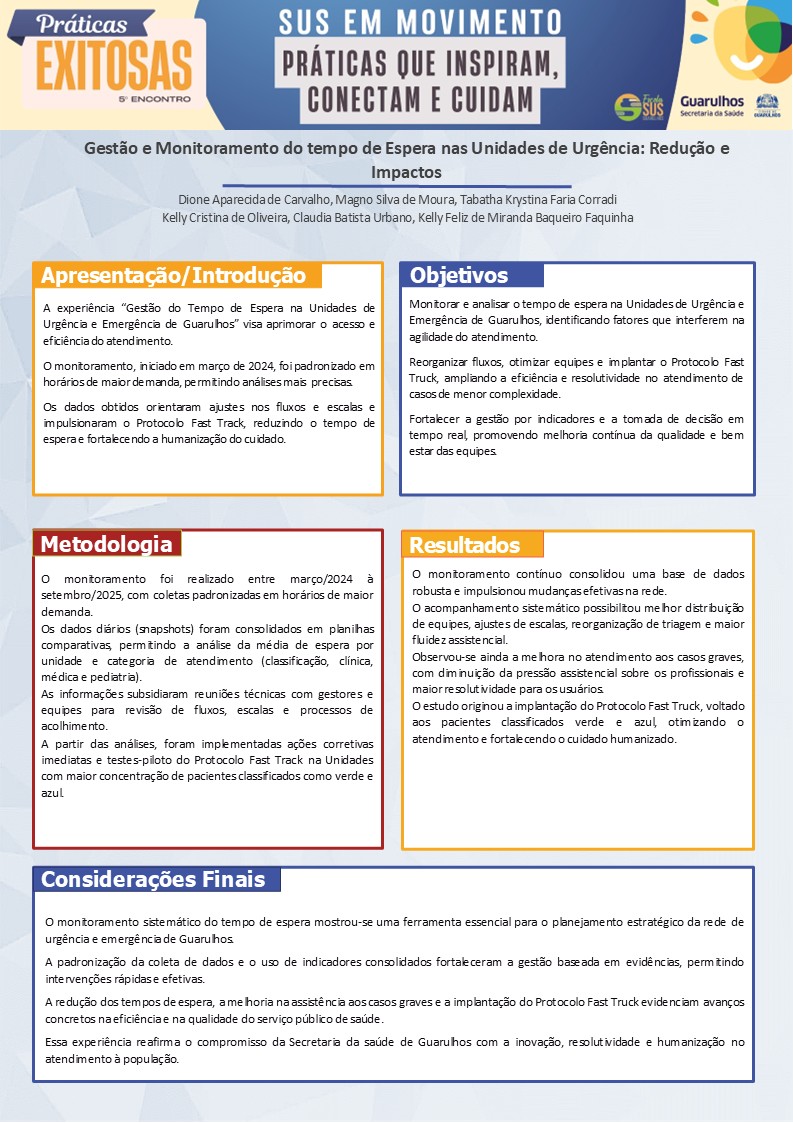 Práticas
EXITOSAS
5º ENCONTRO
SUS EM MOVIMENTO
PRÁTICAS QUE INSPIRAM,
CONECTAM E CUIDAM
Escola
SUS
Guarulhos
Secretaria da Saúde
GUARULHOS
Gestão e Monitoramento do tempo de Espera nas Unidades de Urgência: Redução e
Impactos
Dione Aparecida de Carvalho, Magno Silva de Moura, Tabatha Krystina Faria Corradi
Kelly Cristina de Oliveira, Claudia Batista Urbano, Kelly Feliz de Miranda Baqueiro Faquinha
Apresentação/Introdução
A experiência “Gestão do Tempo de Espera na Unidades de
Urgência e Emergência de Guarulhos” visa aprimorar o acesso e
eficiência do atendimento.
O monitoramento, iniciado em março de 2024, foi padronizado em
horários de maior demanda, permitindo análises mais precisas.
Os dados obtidos orientaram ajustes nos fluxos e escalas e
impulsionaram o Protocolo Fast Track, reduzindo o tempo de
espera e fortalecendo a humanização do cuidado.
Objetivos
Monitorar e analisar o tempo de espera na Unidades de Urgência e
Emergência de Guarulhos, identificando fatores que interferem na
agilidade do atendimento.
Reorganizar fluxos, otimizar equipes e implantar o Protocolo Fast
Truck, ampliando a eficiência e resolutividade no atendimento de
casos de menor complexidade.
Fortalecer a gestão por indicadores e a tomada de decisão em
tempo real, promovendo melhoria contínua da qualidade e bem
estar das equipes.
Metodologia
O monitoramento foi realizado entre março/2024 à
setembro/2025, com coletas padronizadas em horários de maior
demanda.
Os dados diários (snapshots) foram consolidados em planilhas
comparativas, permitindo a análise da média de espera por
unidade e categoria de atendimento (classificação, clínica,
médica e pediatria).
As informações subsidiaram reuniões técnicas com gestores e
equipes para revisão de fluxos, escalas e processos de
acolhimento.
A partir das análises, foram implementadas ações corretivas
imediatas e testes-piloto do Protocolo Fast Track na Unidades
com maior concentração de pacientes classificados como verde e
azul.
Resultados
O monitoramento contínuo consolidou uma base de dados
robusta e impulsionou mudanças efetivas na rede.
O acompanhamento sistemático possibilitou melhor distribuição
de equipes, ajustes de escalas, reorganização de triagem e maior
fluidez assistencial.
Observou-se ainda a melhora no atendimento aos casos graves,
com diminuição da pressão assistencial sobre os profissionais e
maior resolutividade para os usuários.
O estudo originou a implantação do Protocolo Fast Truck, voltado
aos pacientes classificados verde e azul, otimizando o
atendimento e fortalecendo o cuidado humanizado.
Considerações Finais
O monitoramento sistemático do tempo de espera mostrou-se uma ferramenta essencial para o planejamento estratégico da rede de
urgência e emergência de Guarulhos.
A padronização da coleta de dados e o uso de indicadores consolidados fortaleceram a gestão baseada em evidências, permitindo
intervenções rápidas e efetivas.
A redução dos tempos de espera, a melhoria na assistência aos casos graves e a implantação do Protocolo Fast Truck evidenciam avanços
concretos na eficiência e na qualidade do serviço público de saúde.
Essa experiência reafirma o compromisso da Secretaria da saúde de Guarulhos com a inovação, resolutividade e humanização no
atendimento à população.